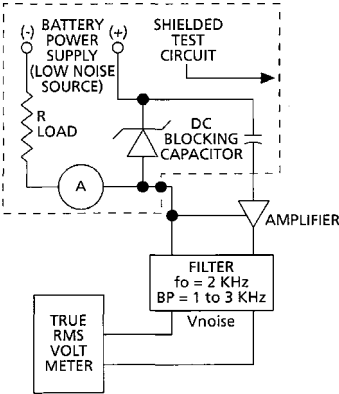 (-) BATTERY (+)
POWER
SUPPLY
(LOW NOISE
SOURCE)
SHIELDED
TEST
CIRCUIT
R
LOAD
DC
BLOCKING
CAPACITOR
A
AMPLIFIER
FILTER
fo = 2 KHz
BP = 1 to 3 KHz
Vnoise
TRUE
RMS
VOLT
METER